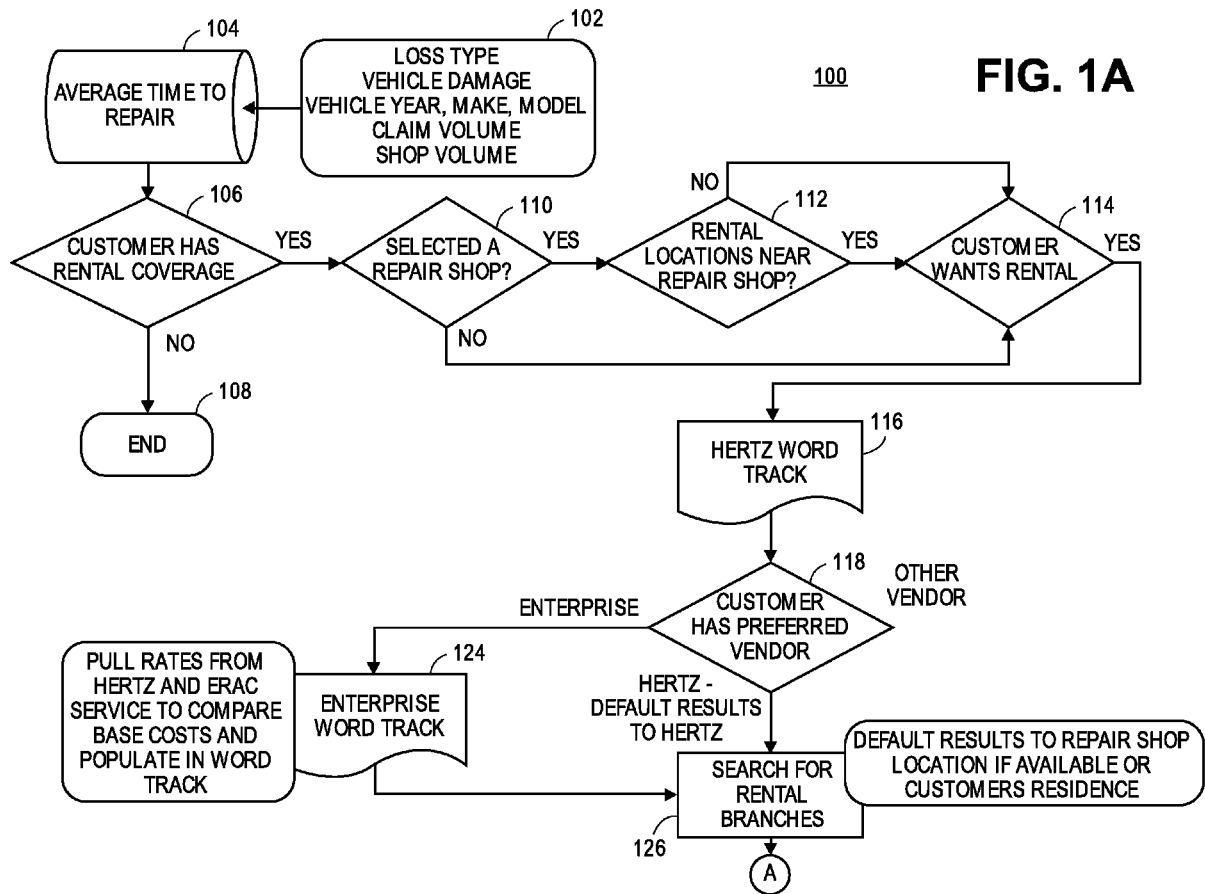 104
102
100
FIG. 1A
AVERAGE TIME TO
REPAIR
LOSS TYPE
VEHICLE DAMAGE
VEHICLE YEAR, MAKE, MODEL
CLAIM VOLUME
SHOP VOLUME
106
CUSTOMER HAS
RENTAL COVERAGE
YES
NO
108
END
110
SELECTED A
REPAIR SHOP?
YES
NO
NO
112
RENTAL
LOCATIONS NEAR
REPAIR SHOP?
YES
114
CUSTOMER
WANTS RENTAL
YES
116
HERTZ WORD
TRACK
118
CUSTOMER
HAS PREFERRED
VENDOR
OTHER
VENDOR
ENTERPRISE
124
ENTERPRISE
WORD TRACK
PULL RATES FROM
HERTZ AND ERAC
SERVICE TO COMPARE
BASE COSTS AND
POPULATE IN WORD
TRACK
HERTZ -
DEFAULT RESULTS
TO HERTZ
SEARCH FOR
RENTAL
BRANCHES
126
DEFAULT RESULTS TO REPAIR SHOP
LOCATION IF AVAILABLE OR
CUSTOMERS RESIDENCE
A